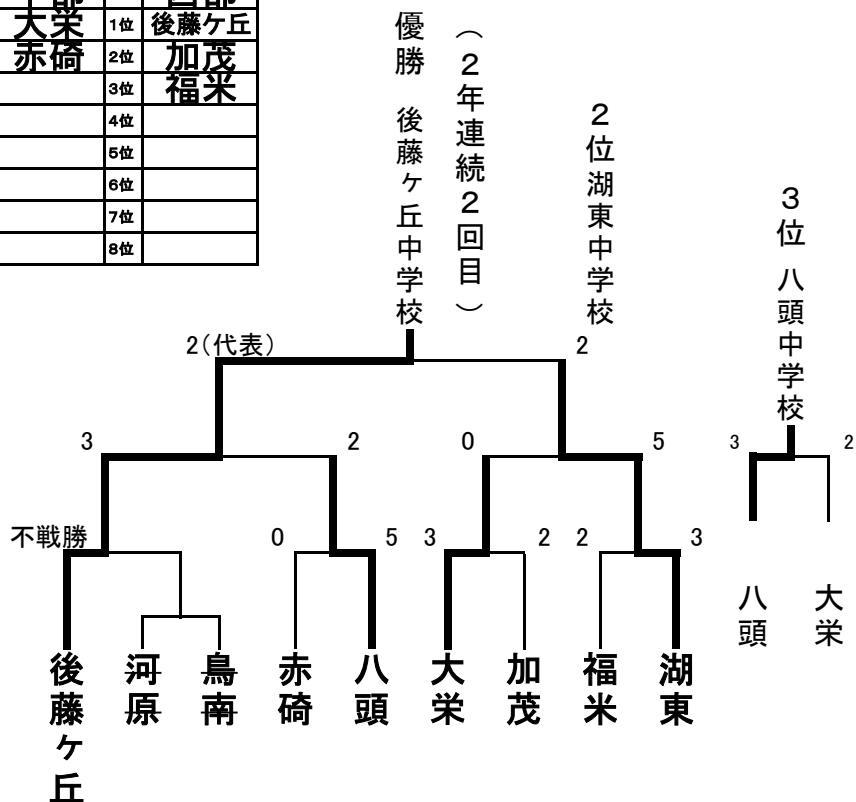 大栄 1位 後藤ケ丘
赤碕 2位 加茂
3位 福米
4位
5位
6位
7位
8位
優勝 後藤ヶ丘中学校
（２年連続２回目）
２位 湖東中学校
３位 八頭中学校
2(代表) 2
3 2 0 5 3 2
不戦勝 0 5 3 2 2 3
八頭 大栄
後藤ヶ丘 河原 鳥南 赤碕 八頭 大栄 加茂 福米 湖東